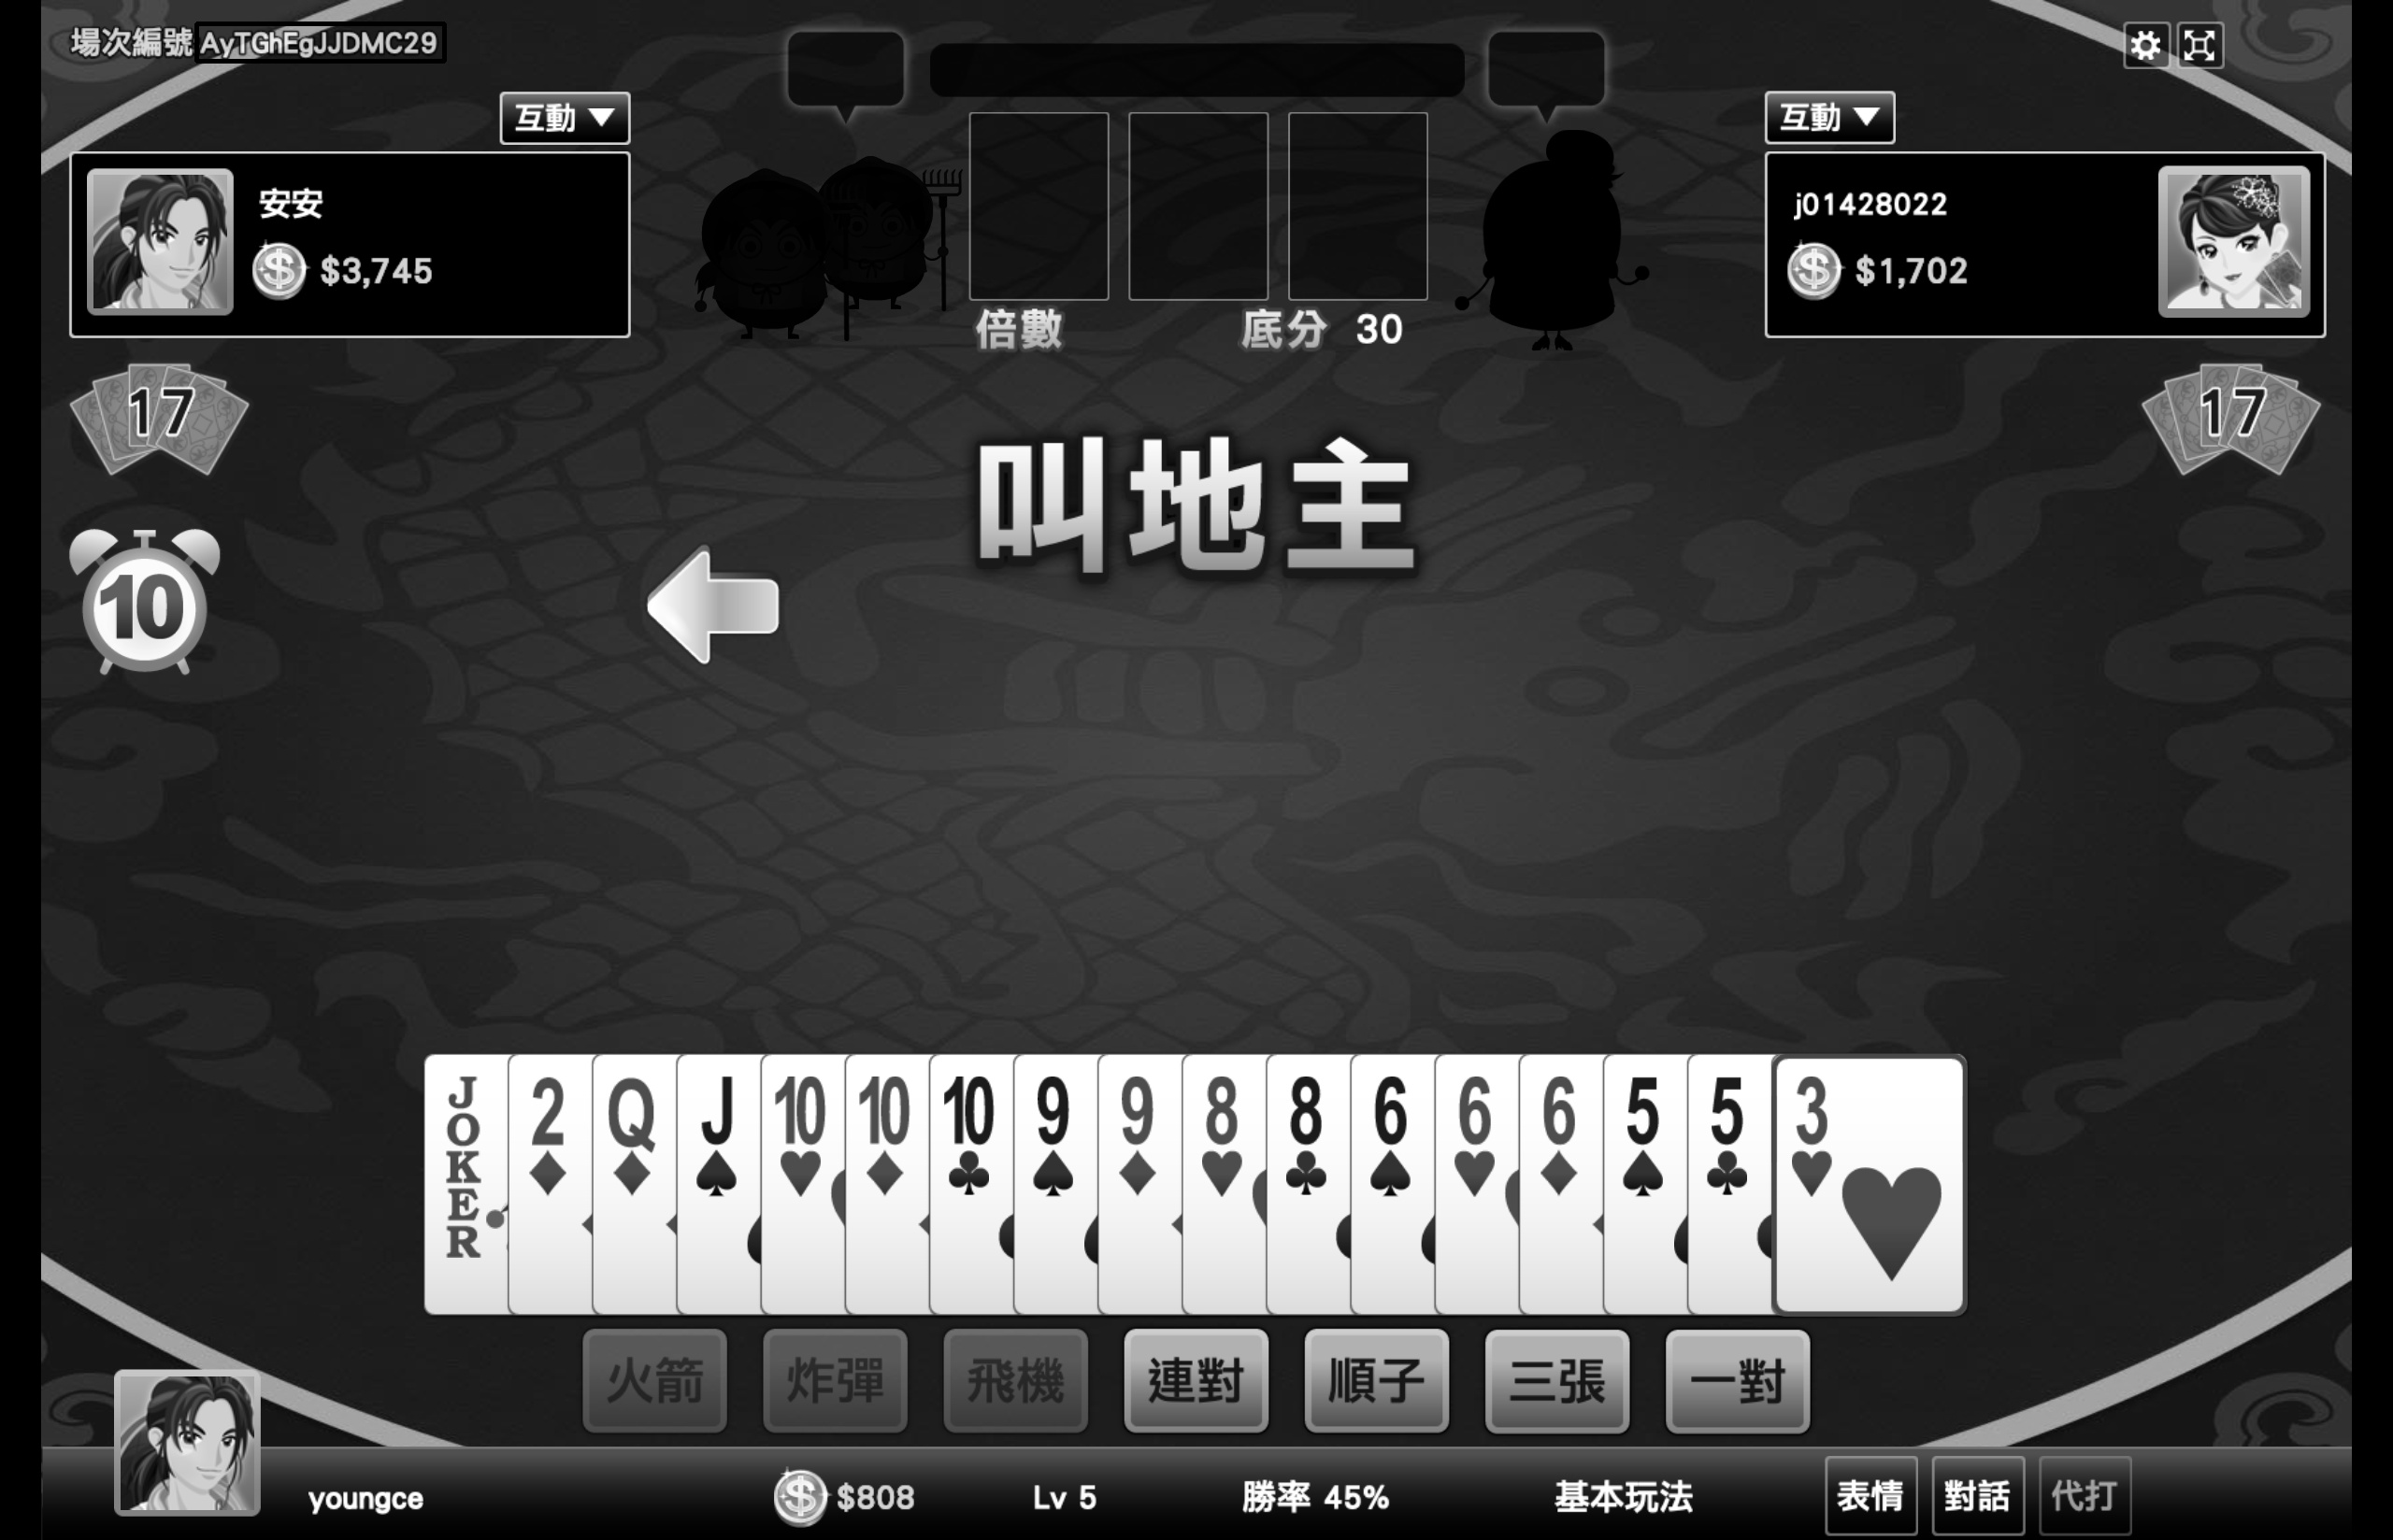 場次編號 AyTGhEgJJDMC29
互動 ▼
互動 ▼
安安
$3,745
j01428022
$1,702
倍數 底分 30
17
17
叫地主
10
JOKER 2 Q J 10 10 10 9 9 8 8 6 6 6 5 5 3
火箭 炸彈 飛機 連對 順子 三張 一對
youngce $808 Lv 5 勝率 45% 基本玩法 表情 對話 代打